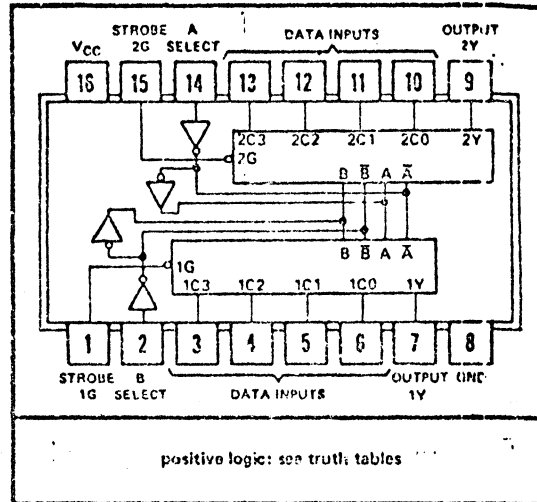 STROBE A DATA INPUTS OUTPUT
VCC 2G SELECT 2Y
16 15 14 13 12 11 10 9
2C3 2C2 2C1 2C0 2Y
2G
B B̅ A A̅
B B̅ A A̅
1G
1C3 1C2 1C1 1C0 1Y
1 2 3 4 5 6 7 8
STROBE B DATA INPUTS OUTPUT GND
1G SELECT 1Y
positive logic: see truth tables